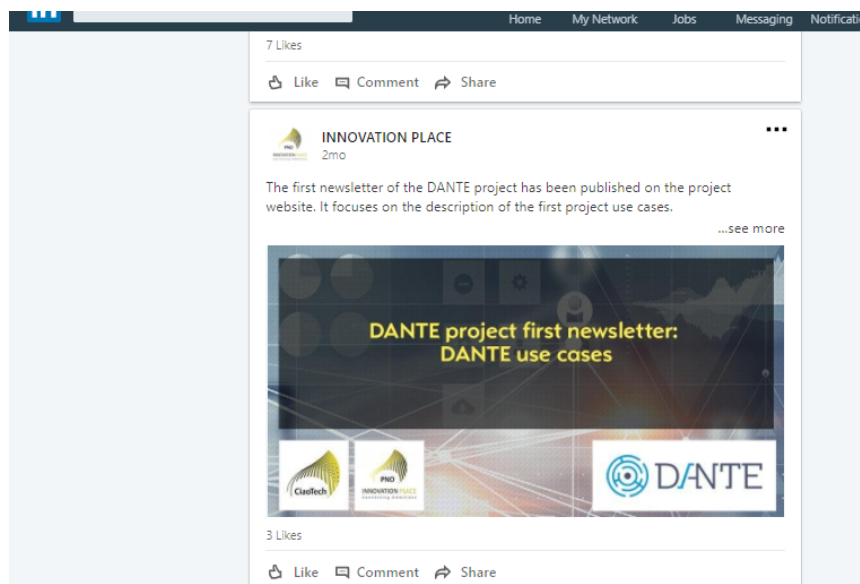 in
Home My Network Jobs Messaging Notificati
7 Likes
Like Comment Share
INNOVATION PLACE
2mo
The first newsletter of the DANTE project has been published on the project
website. It focuses on the description of the first project use cases.
...see more
DANTE project first newsletter:
DANTE use cases
CiaoTech
PNO
INNOVATION PLACE
Connecting Ambitions
DANTE
3 Likes
Like Comment Share